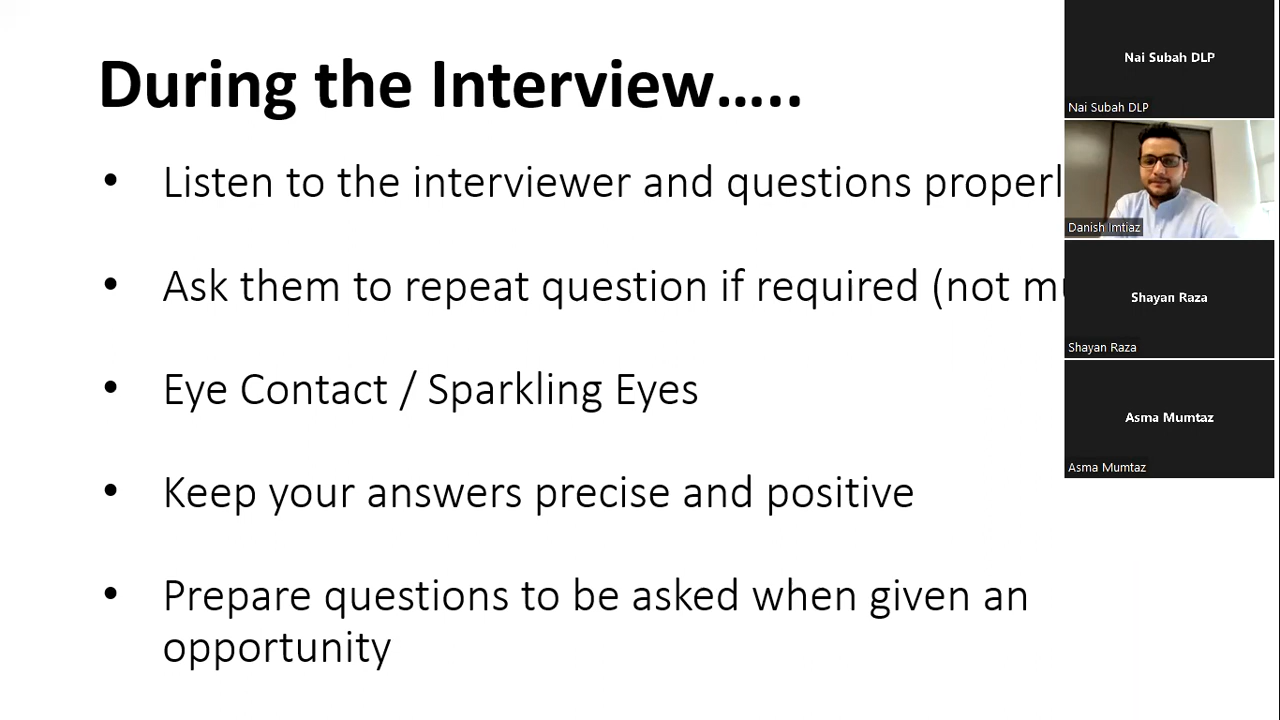 During the Interview.....
• Listen to the interviewer and questions
• Ask them to repeat question if required (not
• Eye Contact / Sparkling Eyes
• Keep your answers precise and positive
• Prepare questions to be asked when given an
opportunity
Nai Subah DLP
Nai Subah DLP
Danish Imtiaz
Shayan Raza
Shayan Raza
Asma Mumtaz
Asma Mumtaz